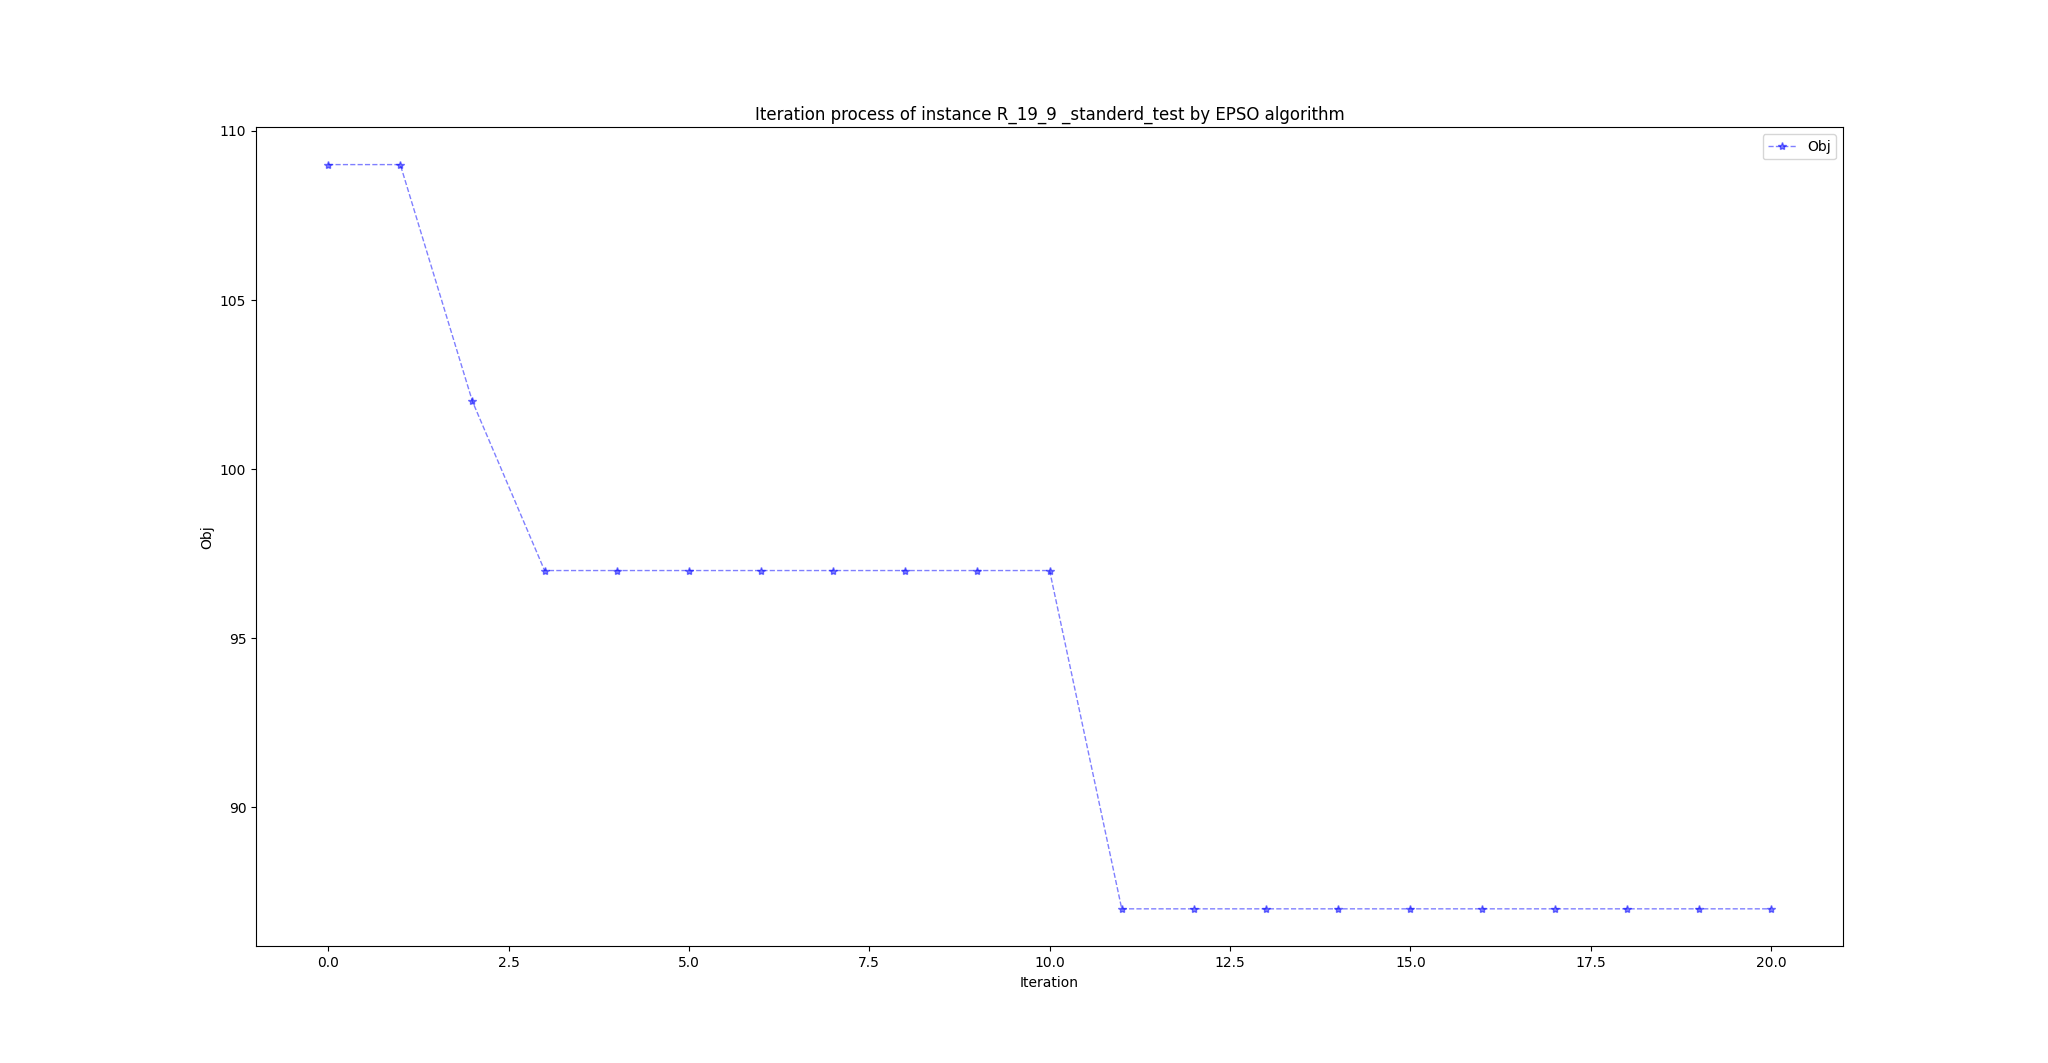 Iteration process of instance R_19_9 _standerd_test by EPSO algorithm
Obj
110
105
100
95
90
Obj
0.0 2.5 5.0 7.5 10.0 12.5 15.0 17.5 20.0
Iteration